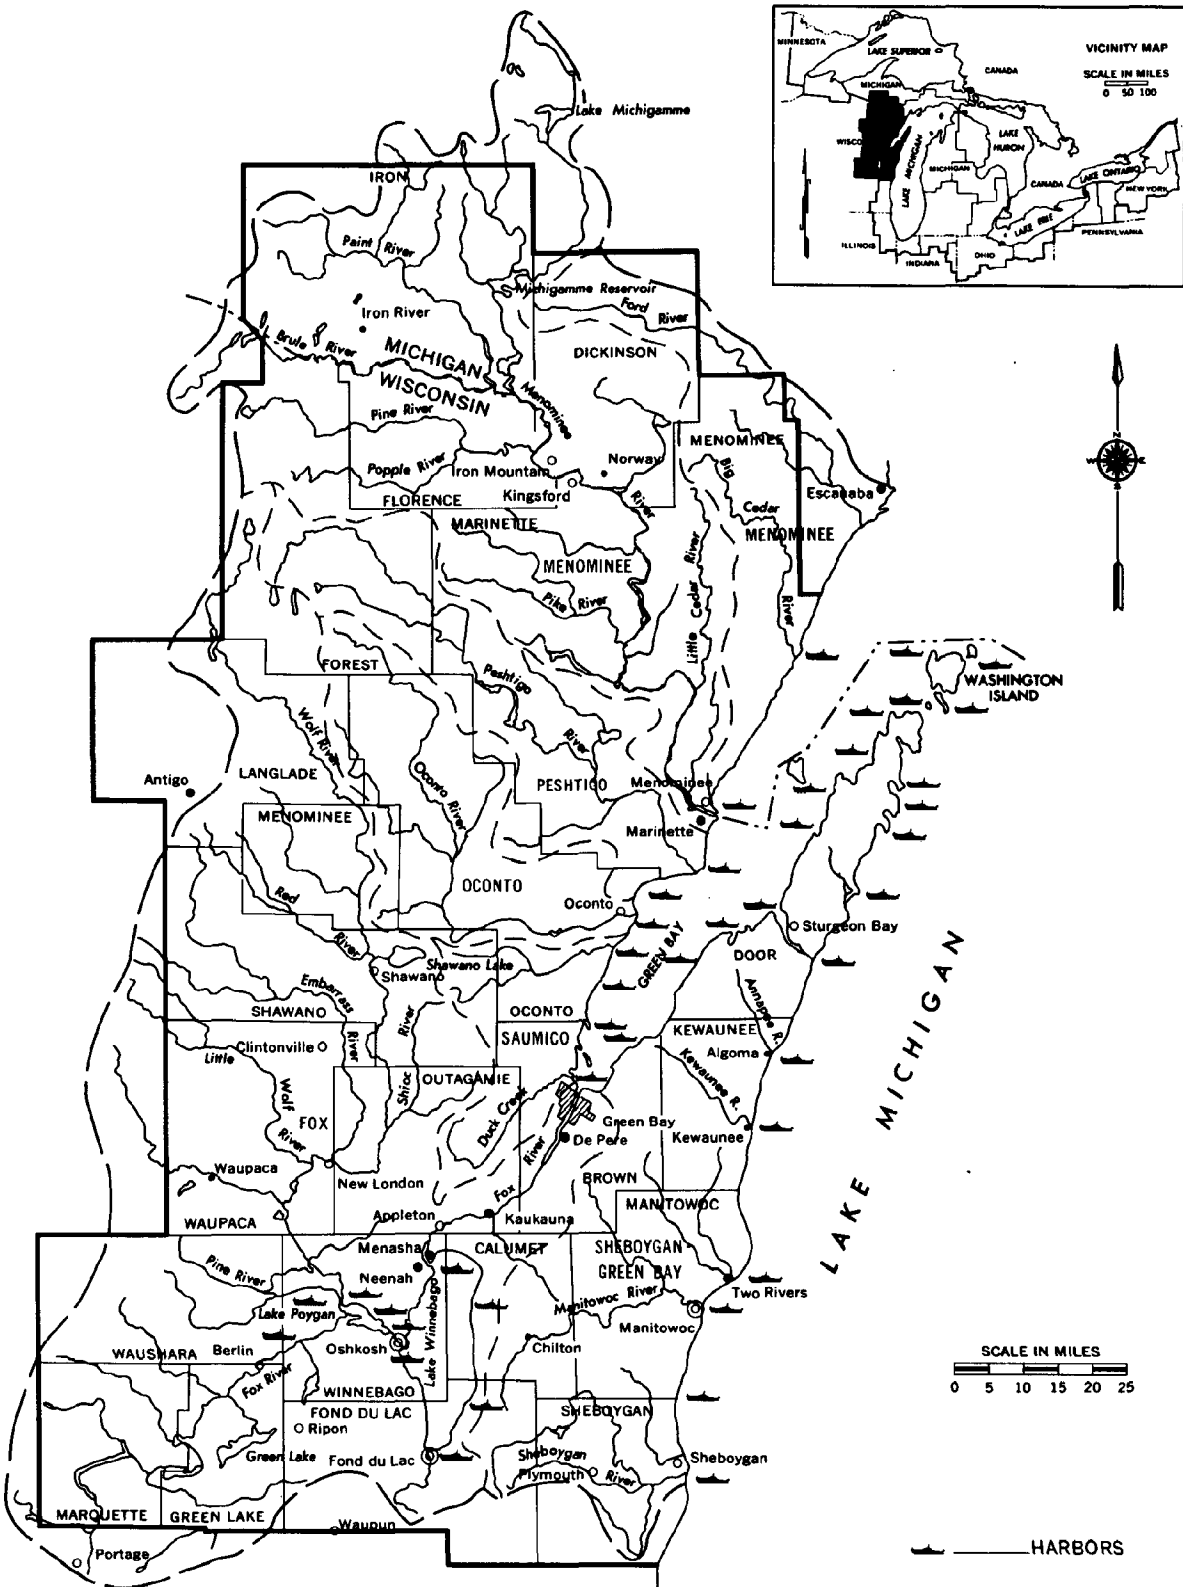 MINNESOTA
LAKE SUPERIOR
VICINITY MAP
CANADA
SCALE IN MILES
0 50 100
MICHIGAN
WISCO
LAKE MICHIGAN
MICHIGAN
LAKE HURON
CANADA
LAKE ONTARIO
NEW YORK
LAKE ERIE
PENNSYLVANIA
ILLINOIS
INDIANA
OHIO
Lake Michigamme
IRON
Paint River
Michigamme Reservoir
Ford River
Iron River
Brule River
MICHIGAN
WISCONSIN
DICKINSON
Menominee
Pine River
MENOMINEE
Popple River
Iron Mountain
Norway
Big
Escanaba
FLORENCE
Kingsford
River
Cedar
MARINETTE
MENOMINEE
MENOMINEE
Little Cedar River
Pike River
River
N
W
E
S
FOREST
Peshtigo
River
WASHINGTON
ISLAND
Wolf River
Antigo
LANGLADE
Oconto River
PESHTIGO
Menominee
MENOMINEE
Marinette
OCONTO
Red
River
Oconto
Sturgeon Bay
GREEN BAY
DOOR
Shawano Lake
Shawano
Embarrass
River
Annapee R.
SHAWANO
River
Shioc
OCONTO
SAUMICO
KEWAUNEE
Little
Clintonville
Algoma
Wolf
OUTAGAMIE
Kewaunee R.
Duck Creek
FOX
River
Green Bay
De Pere
River
Kewaunee
Waupaca
New London
Fox
BROWN
MANITOWOC
WAUPACA
Appleton
Kaukauna
Menasha
CALUMET
SHEBOYGAN
GREEN BAY
Pine River
Neenah
Lake Winnebago
Manitowoc River
Two Rivers
Lake Poygan
Manitowoc
LAKE MICHIGAN
WAUSHARA
Berlin
Oshkosh
Chilton
SCALE IN MILES
0 5 10 15 20 25
Fox River
WINNEBAGO
FOND DU LAC
SHEBOYGAN
Ripon
Green Lake
Fond du Lac
Sheboygan
River
Plymouth
Sheboygan
MARQUETTE
GREEN LAKE
Waupun
Portage
HARBORS